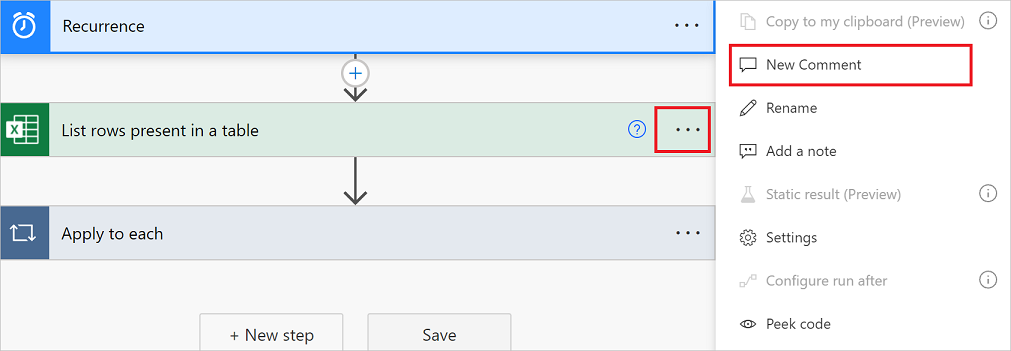 Recurrence
List rows present in a table
Apply to each
+ New step
Save
Copy to my clipboard (Preview)
New Comment
Rename
Add a note
Static result (Preview)
Settings
Configure run after
Peek code